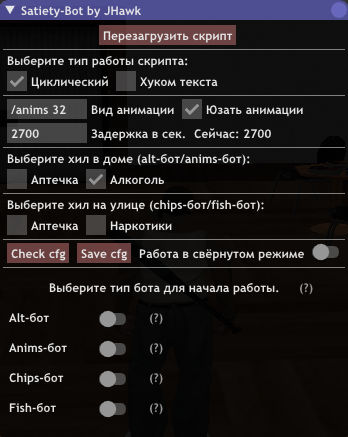 Satiety-Bot by JHawk
Перезагрузить скрипт
Выберите тип работы скрипта:
Циклический Хуком текста
/anims 32 Вид анимации Юзать анимации
2700 Задержка в сек. Сейчас: 2700
Выберите хил в доме (alt-бот/anims-бот):
Аптечка Алкоголь
Выберите хил на улице (chips-бот/fish-бот):
Аптечка Наркотики
Check cfg Save cfg Работа в свёрнутом режиме
Выберите тип бота для начала работы. (?)
Alt-бот (?)
Anims-бот (?)
Chips-бот (?)
Fish-бот (?)